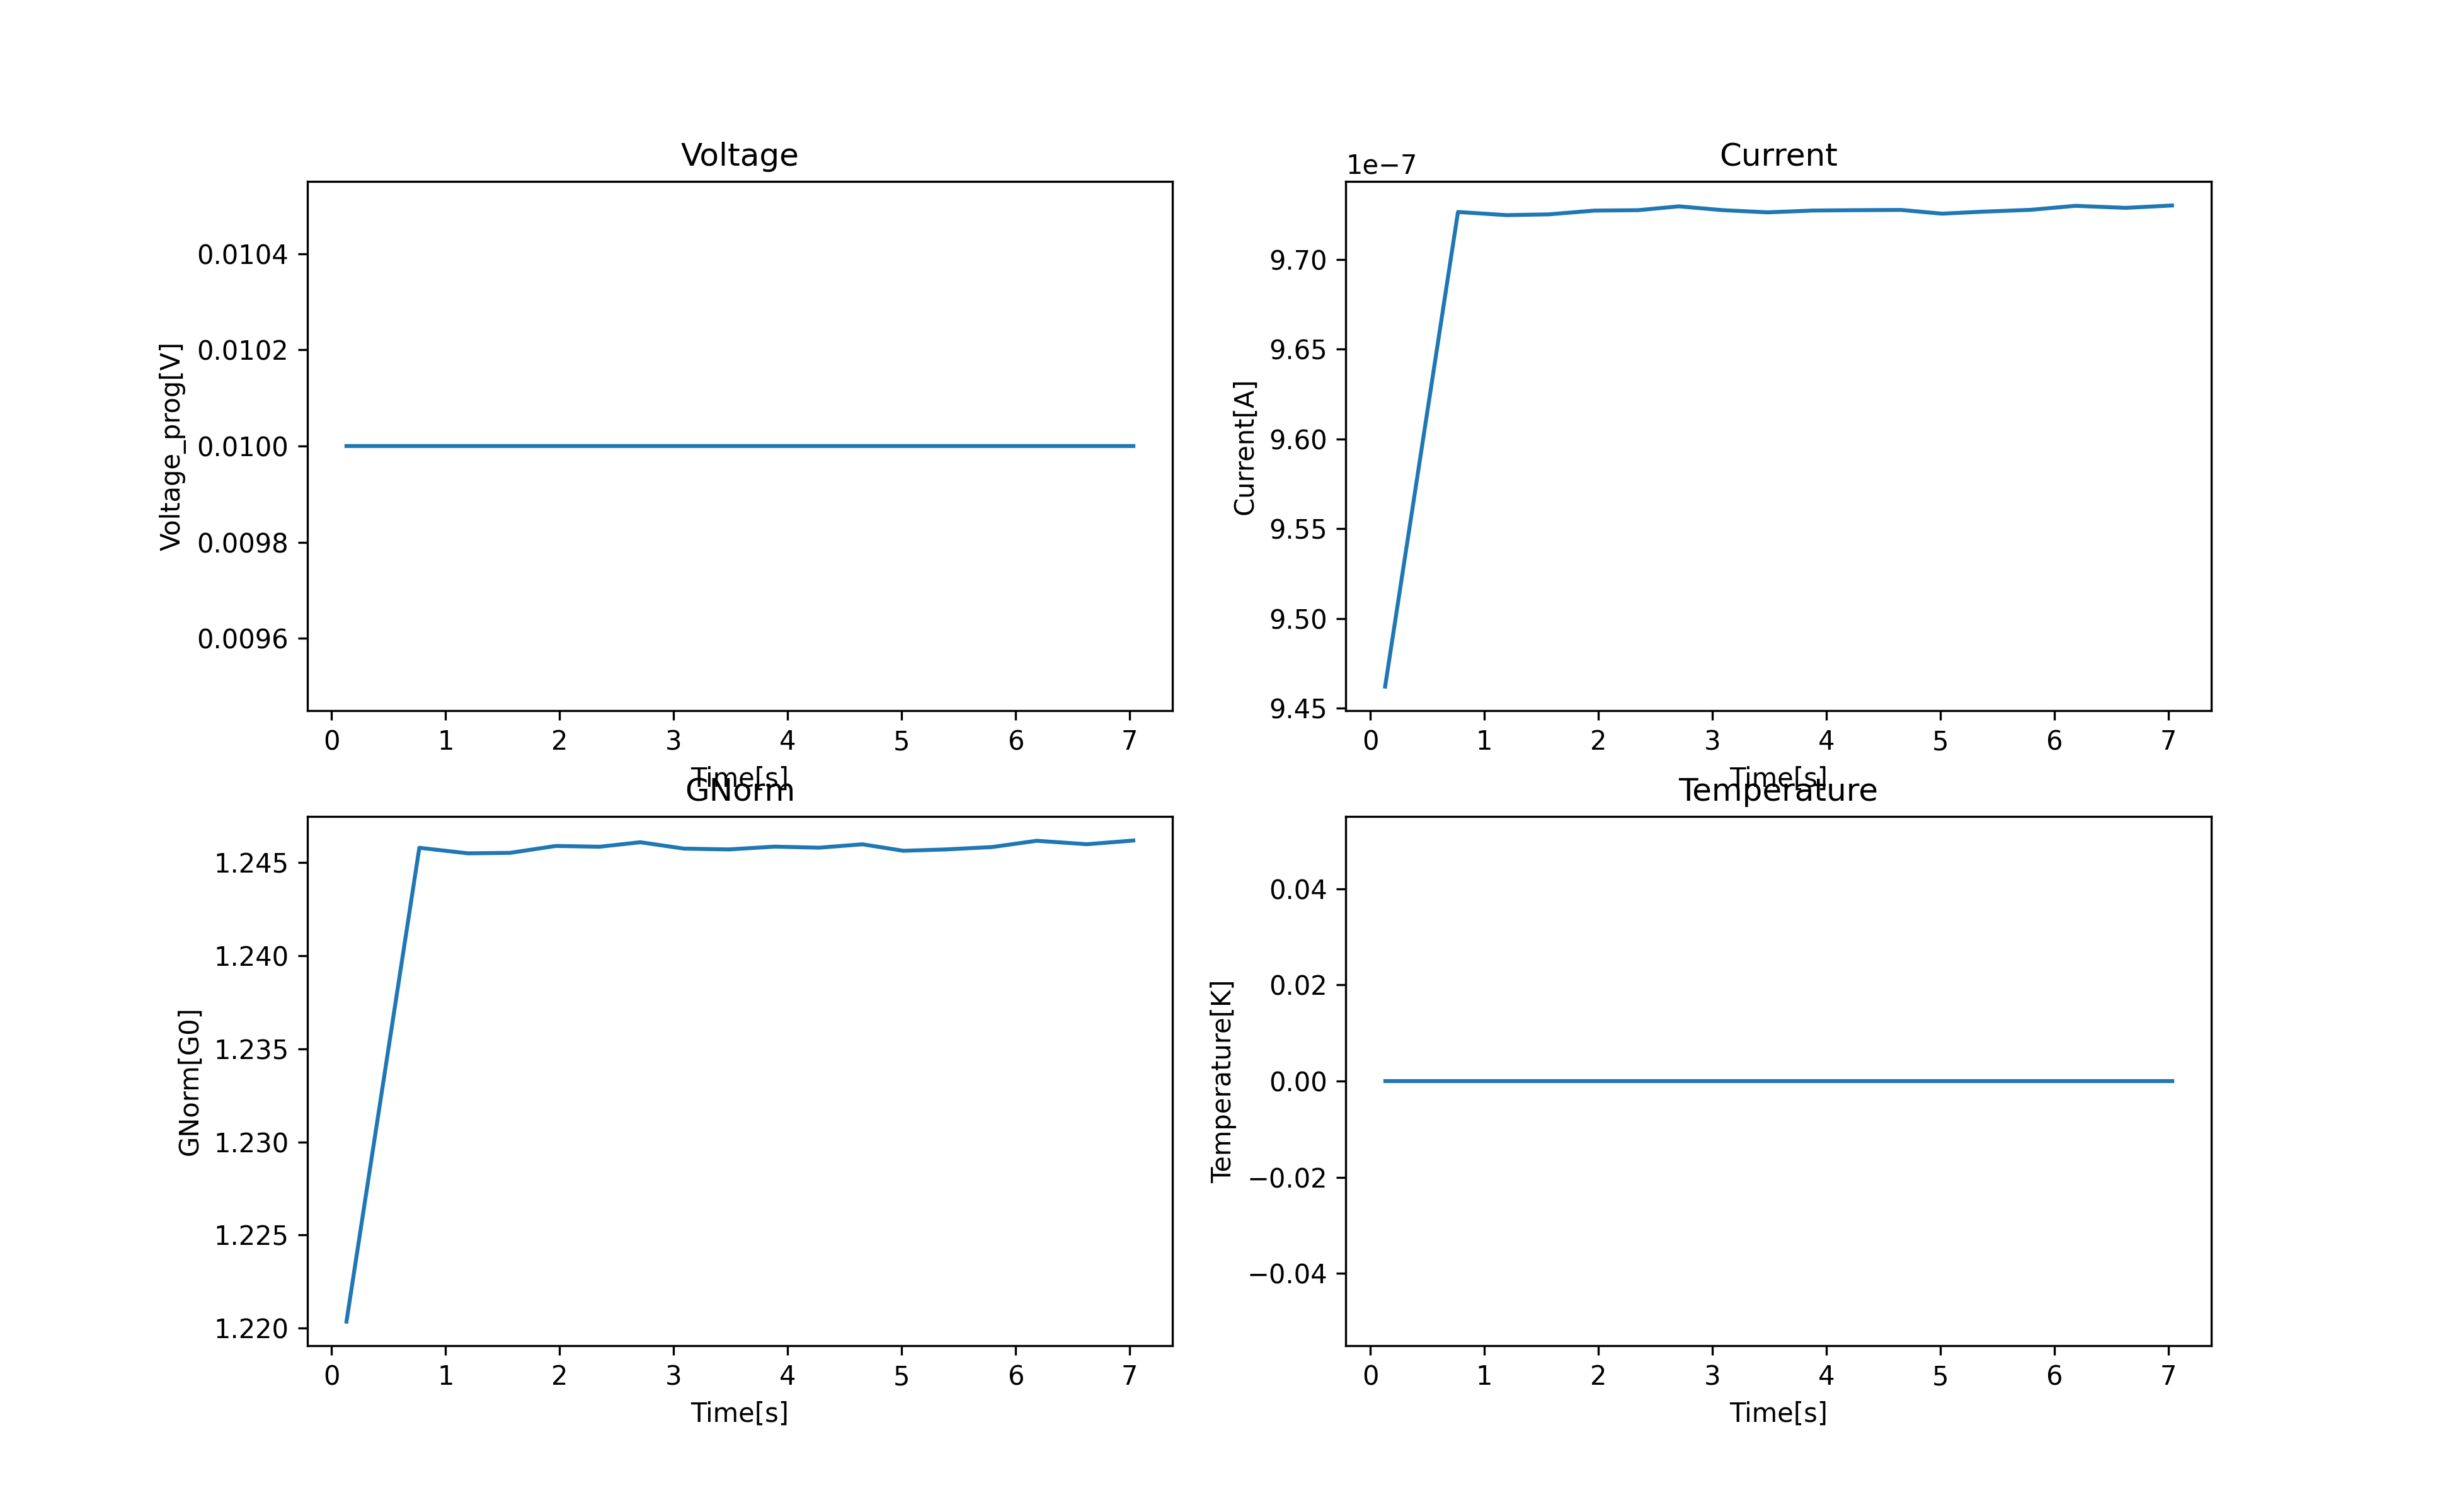 Voltage
Voltage_prog[V]
0.0104
0.0102
0.0100
0.0098
0.0096
0 1 2 3 4 5 6 7
Time[s]
Current
1e−7
Current[A]
9.70
9.65
9.60
9.55
9.50
9.45
0 1 2 3 4 5 6 7
Time[s]
GNorm
GNorm[G0]
1.245
1.240
1.235
1.230
1.225
1.220
0 1 2 3 4 5 6 7
Time[s]
Temperature
Temperature[K]
0.04
0.02
0.00
−0.02
−0.04
0 1 2 3 4 5 6 7
Time[s]